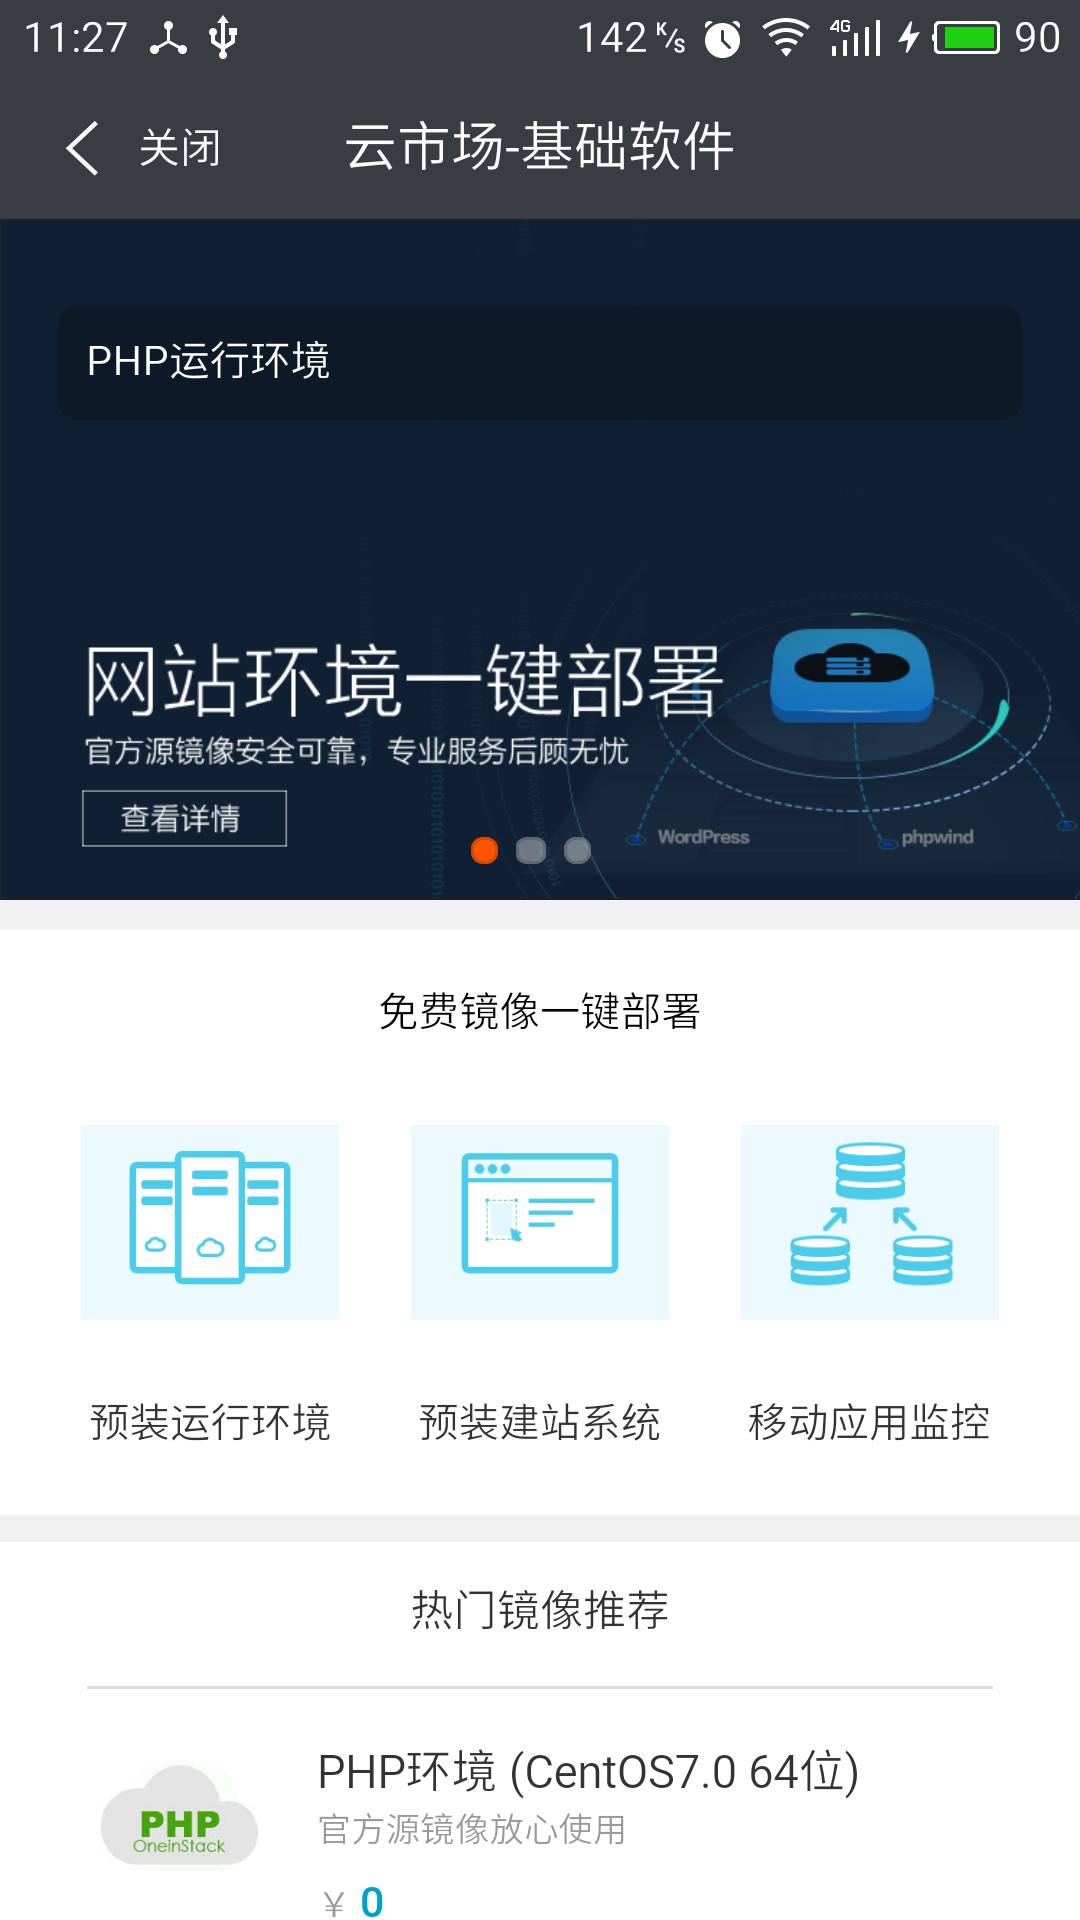 11:27 142 K/S 4G 90
关闭 云市场-基础软件
PHP运行环境
网站环境一键部署
官方源镜像安全可靠，专业服务后顾无忧
查看详情
WordPress phpwind
免费镜像一键部署
预装运行环境 预装建站系统 移动应用监控
热门镜像推荐
PHP环境 (CentOS7.0 64位)
PHP
OneinStack
官方源镜像放心使用
¥ 0